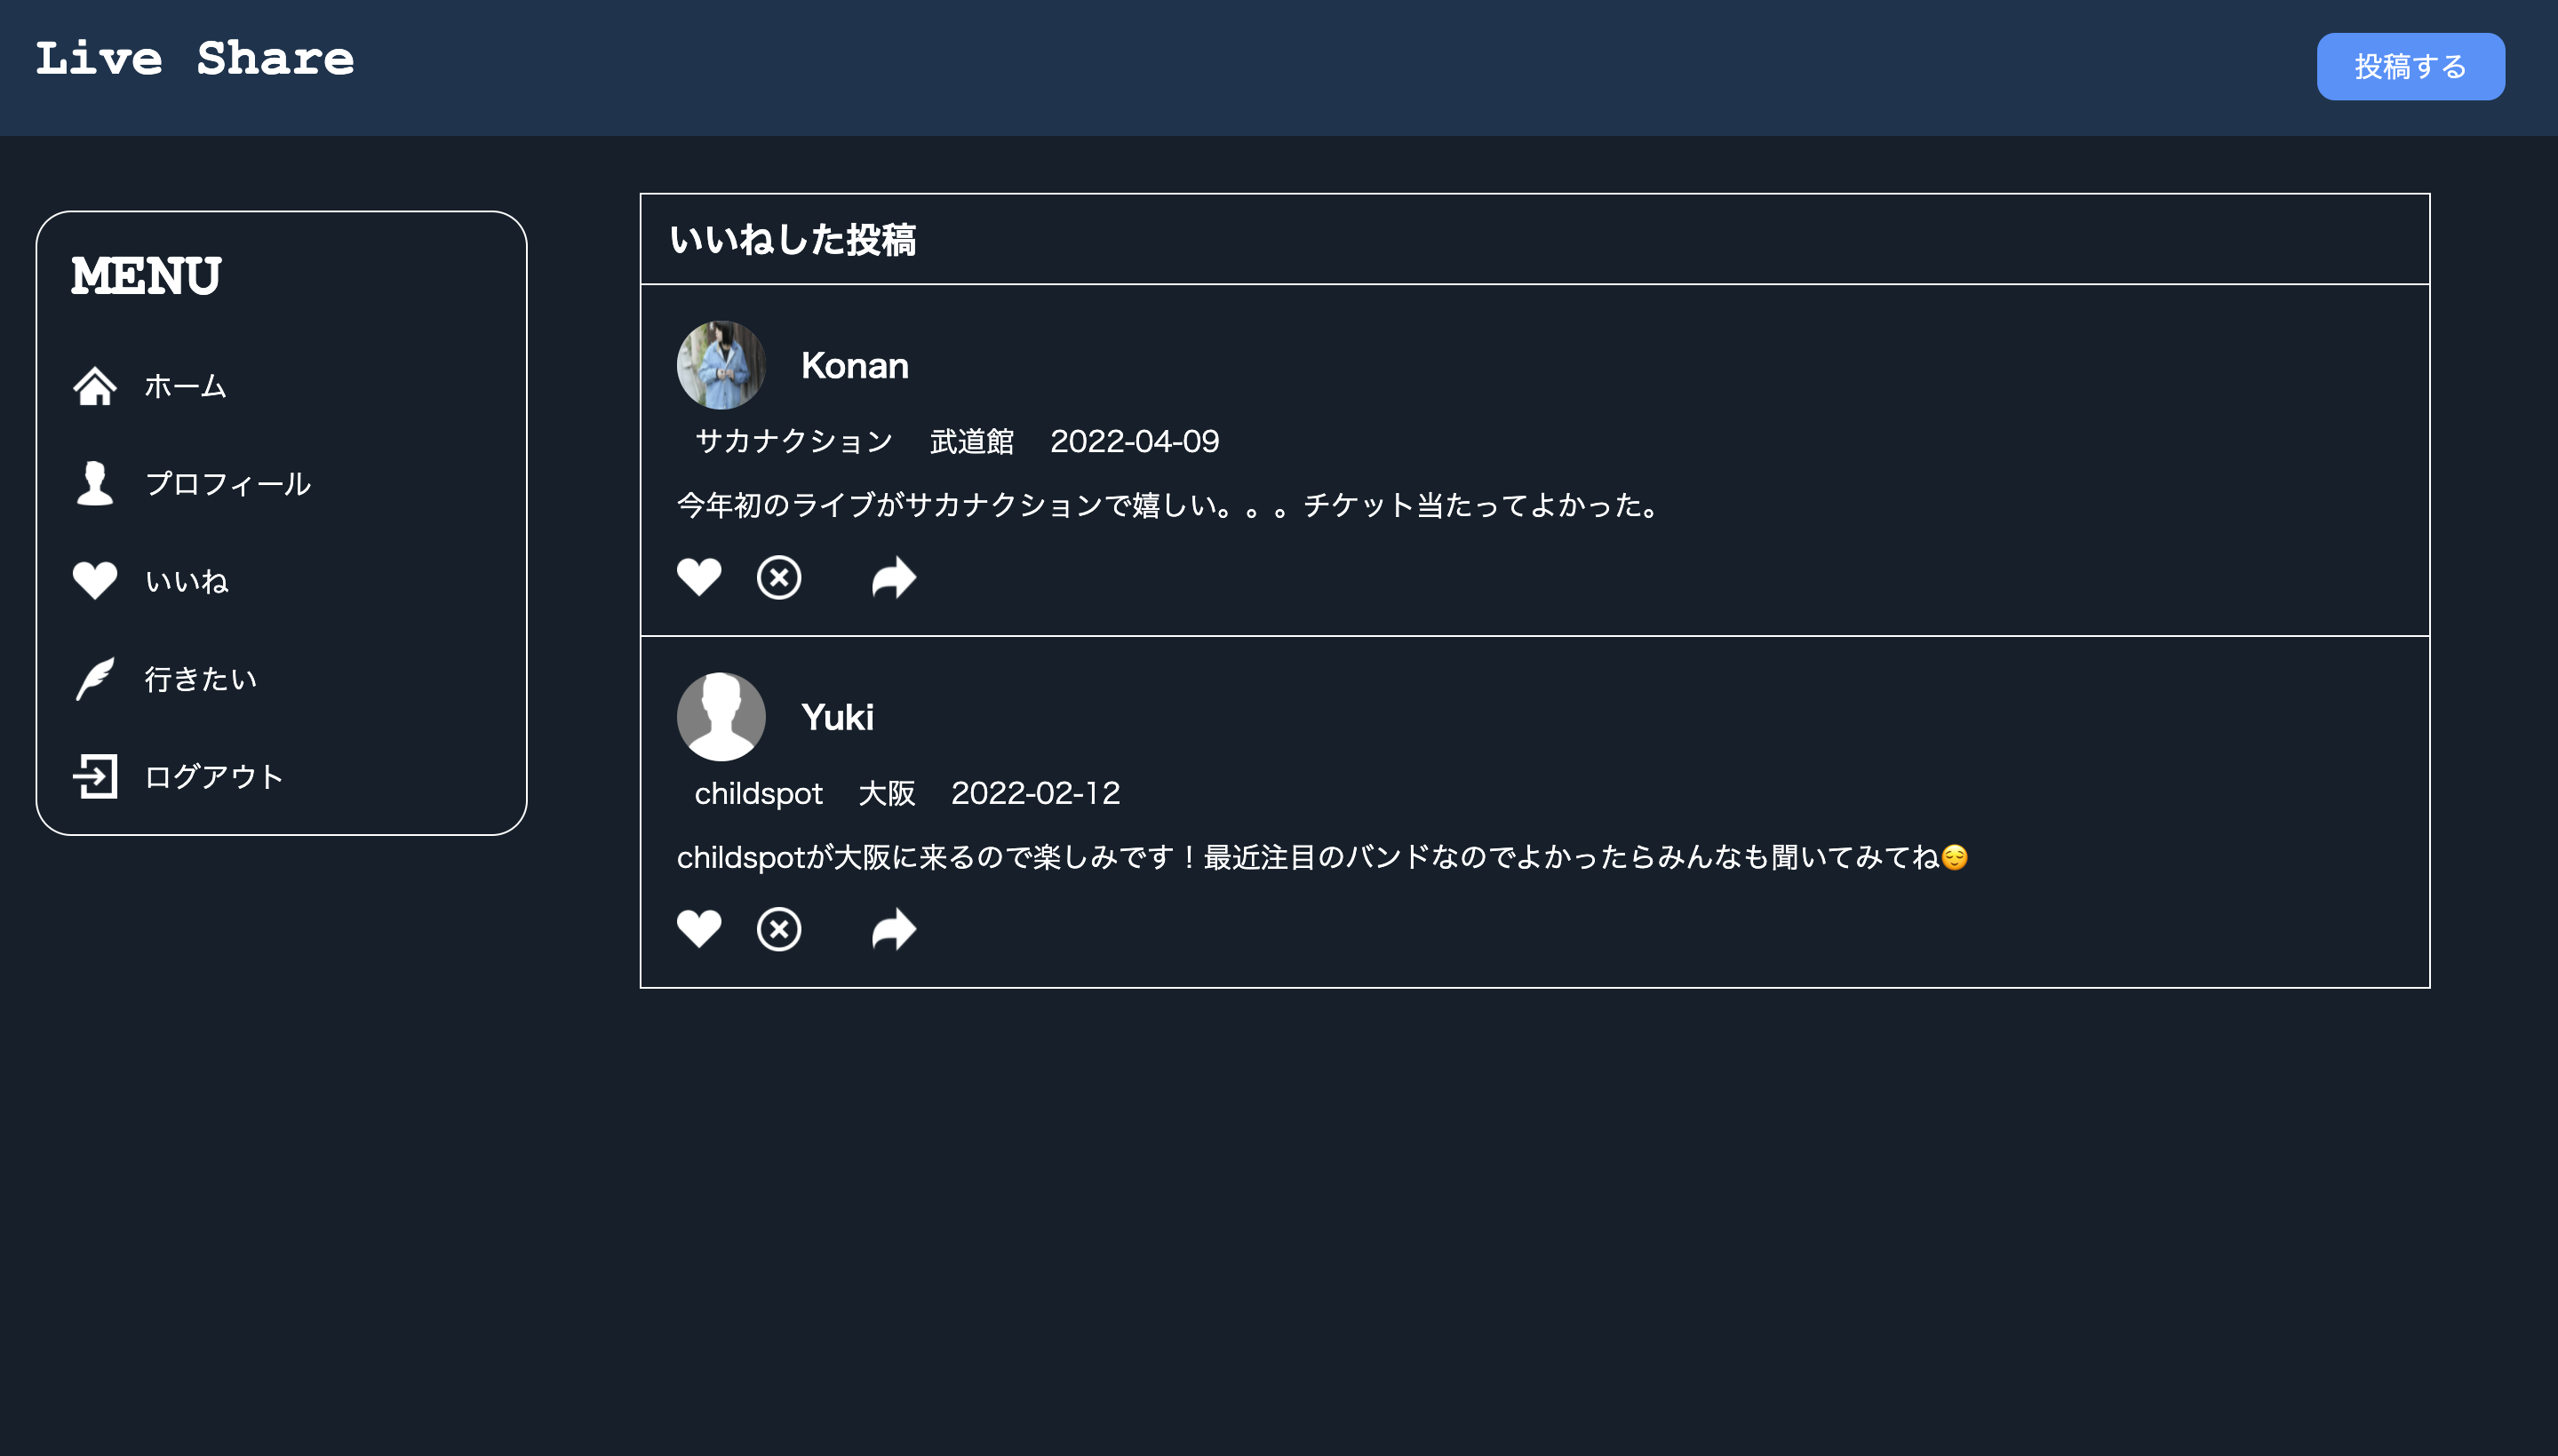 Live Share
投稿する
MENU
ホーム
プロフィール
いいね
行きたい
ログアウト
いいねした投稿
Konan
サカナクション 武道館 2022-04-09
今年初のライブがサカナクションで嬉しい。。。チケット当たってよかった。
Yuki
childspot 大阪 2022-02-12
childspotが大阪に来るので楽しみです！最近注目のバンドなのでよかったらみんなも聞いてみてね😌